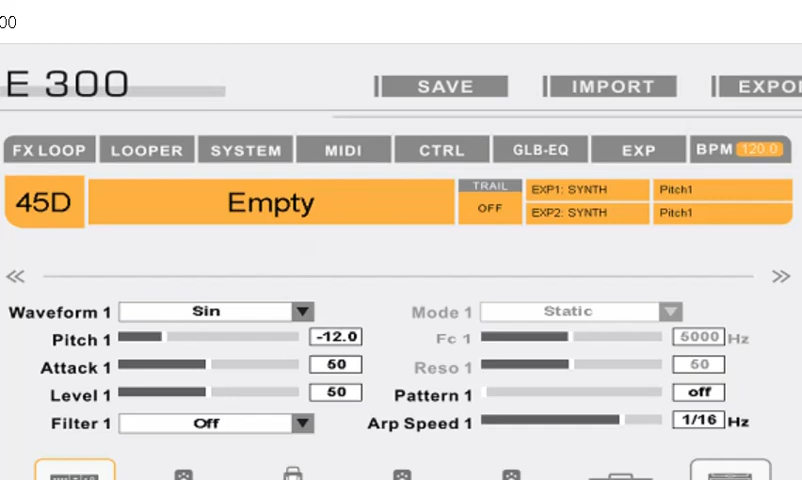 00
E 300
SAVE IMPORT EXPO
FX LOOP LOOPER SYSTEM MIDI CTRL GLB-EQ EXP BPM 120.0
45D Empty TRAIL OFF EXP1: SYNTH Pitch1
EXP2: SYNTH Pitch1
Waveform 1 Sin Mode 1 Static
Pitch 1 -12.0 Fc 1 5000 Hz
Attack 1 50 Reso 1 50
Level 1 50 Pattern 1 off
Filter 1 Off Arp Speed 1 1/16 Hz